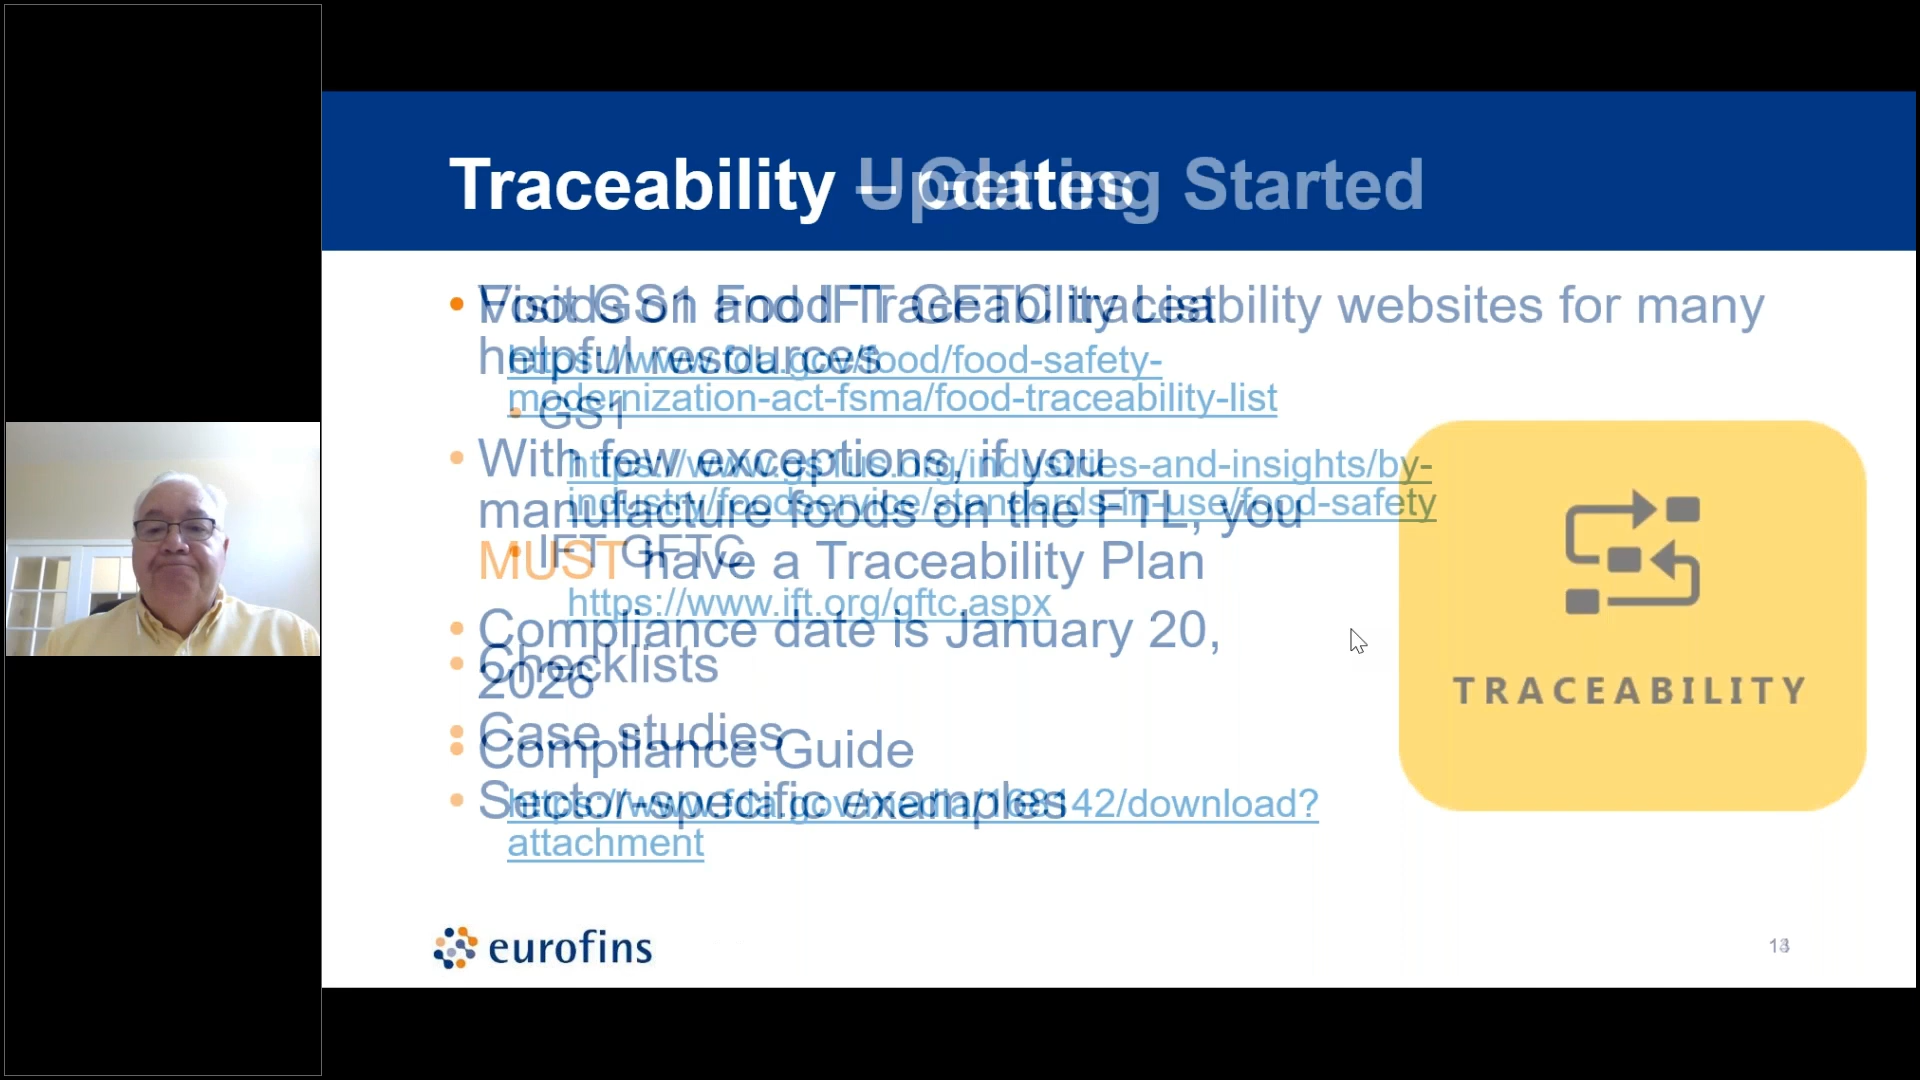 Traceability Updates
• Foods on Food Traceability List
https://www.fda.gov/food/food-safety-
modernization-act-fsma/food-traceability-list
• With few exceptions, if you
manufacture foods on the FTL, you
MUST have a Traceability Plan
• Compliance date is January 20,
2026
• Compliance Guide
https://www.fda.gov/media/168142/download?
attachment
TRACEABILITY
Traceability – Getting Started
• Visit GS1 and IFT GFTC traceability websites for many
helpful resources
• GS1
https://www.gs1us.org/industries-and-insights/by-
industry/foodservice/standards-in-use/food-safety
• IFT GFTC
https://www.ift.org/gftc.aspx
• Checklists
• Case studies
• Sector-specific examples
eurofins